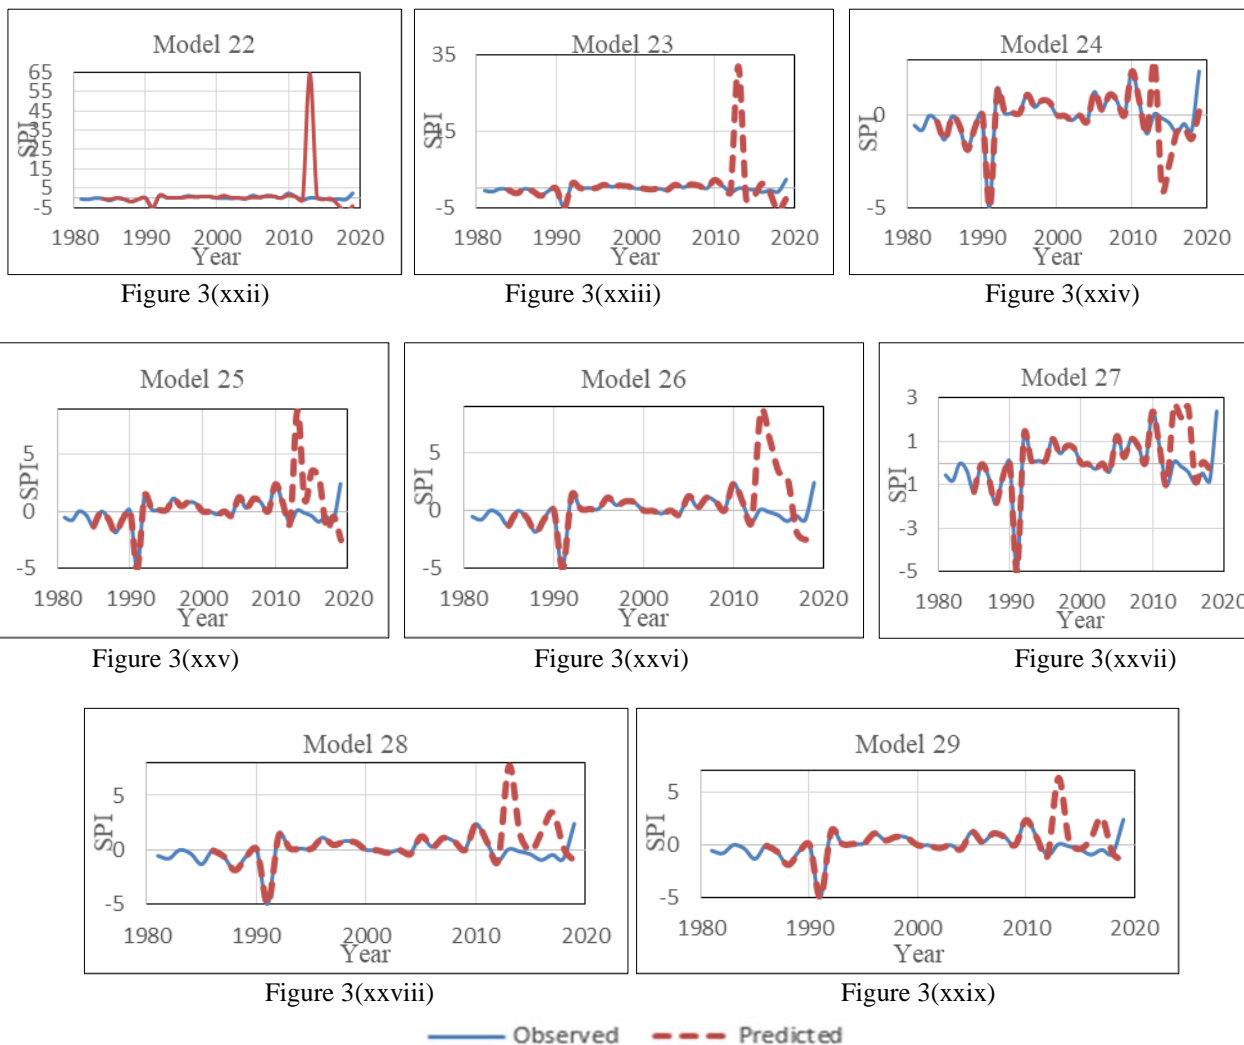 Model 22
65
55
45
35
25
15
5
-5
SPI
1980 1990 2000 2010 2020
Year
Figure 3(xxii)
Model 23
35
15
-5
SPI
1980 1990 2000 2010 2020
Year
Figure 3(xxiii)
Model 24
0
-5
SPI
1980 1990 2000 2010 2020
Year
Figure 3(xxiv)
Model 25
5
0
-5
SPI
1980 1990 2000 2010 2020
Year
Figure 3(xxv)
Model 26
5
0
-5
SPI
1980 1990 2000 2010 2020
Year
Figure 3(xxvi)
Model 27
3
1
-1
-3
-5
SPI
1980 1990 2000 2010 2020
Year
Figure 3(xxvii)
Model 28
5
0
-5
SPI
1980 1990 2000 2010 2020
Year
Figure 3(xxviii)
Model 29
5
0
-5
SPI
1980 1990 2000 2010 2020
Year
Figure 3(xxix)
Observed Predicted